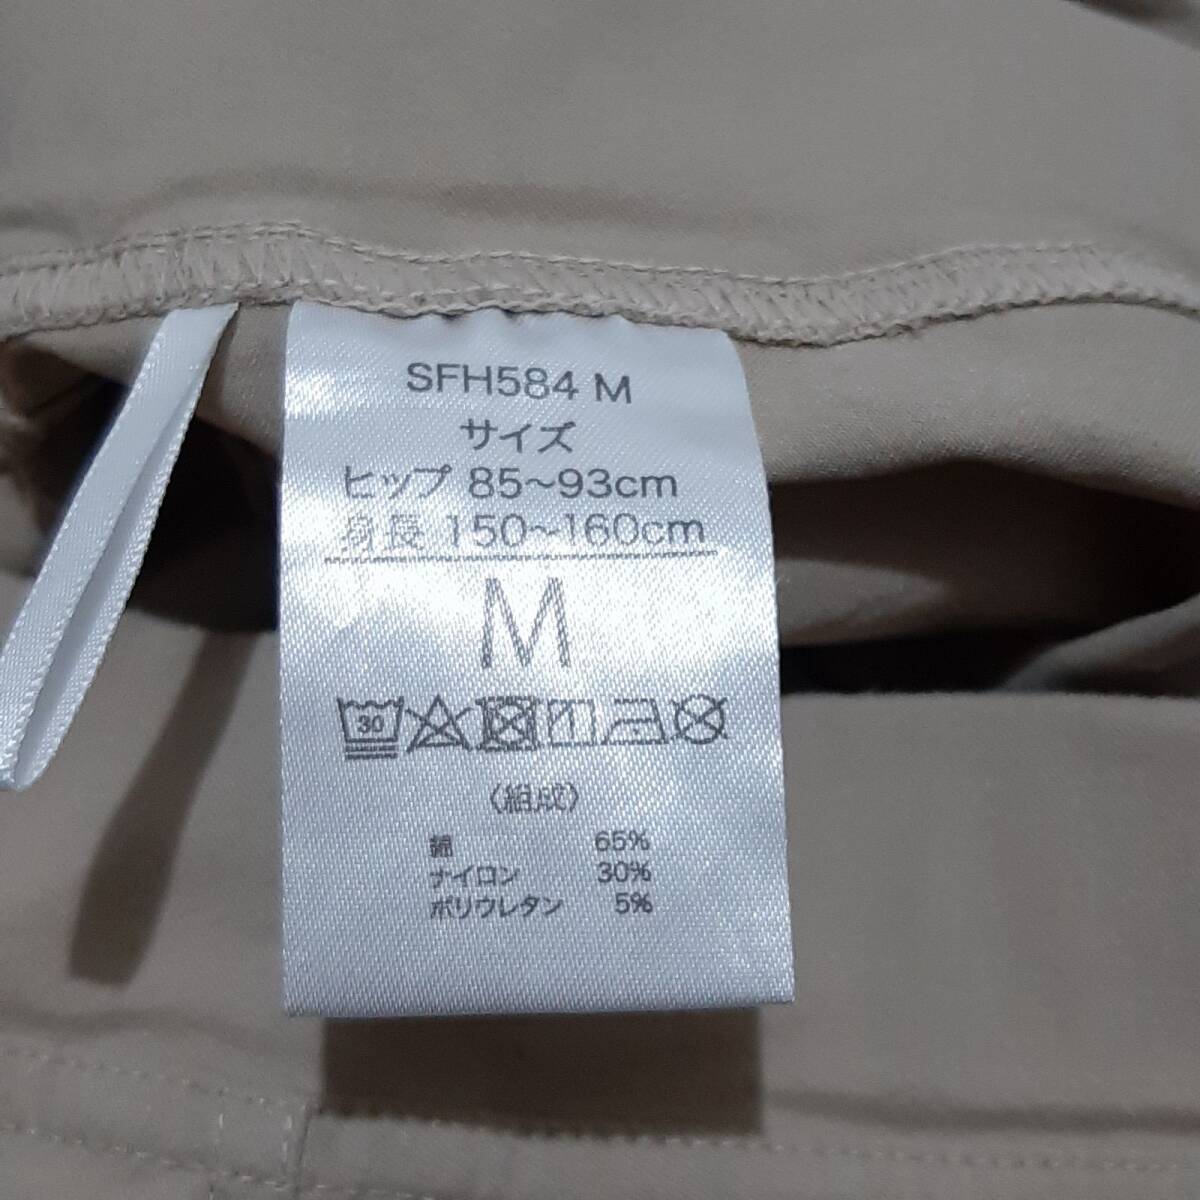 SFH584 M
サイズ
ヒップ 85~93cm
身長 150~160cm
M
30
〈組成〉
綿 65%
ナイロン 30%
ポリウレタン 5%